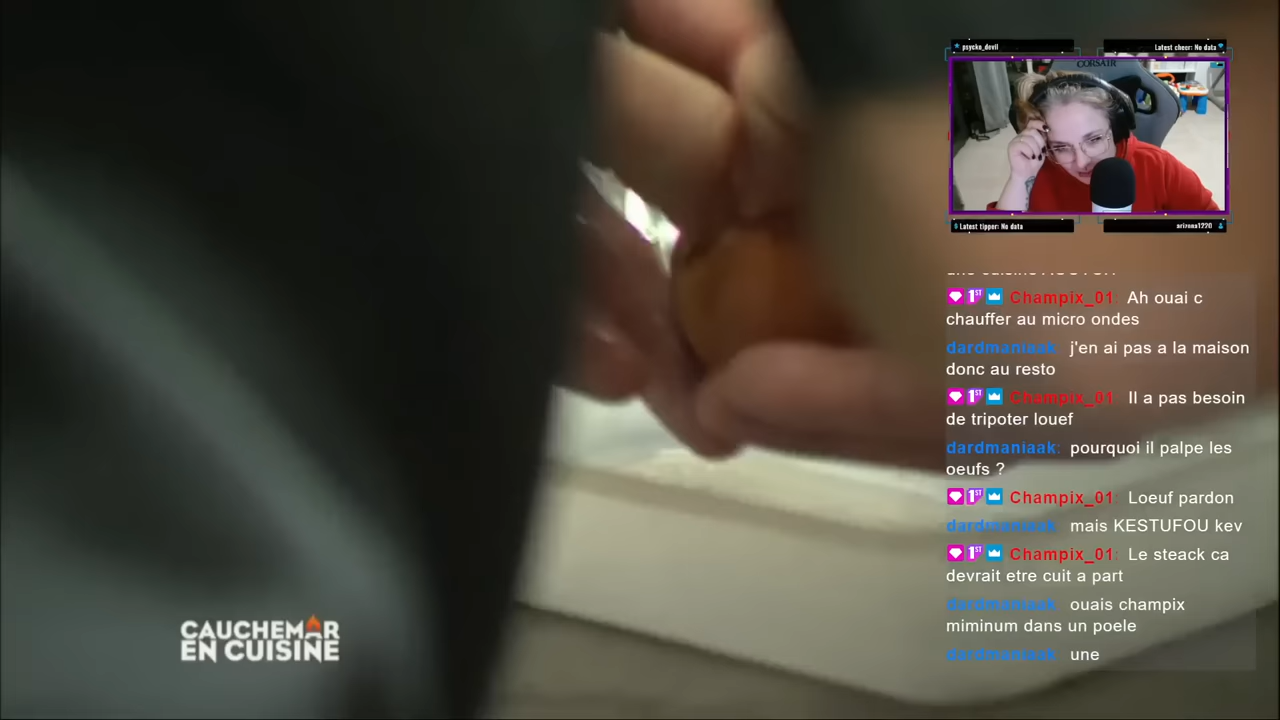 psycko_devil
Latest cheer: No data
CORSAIR
Latest tipper: No data
arizona1220
Champix_01: Ah ouai c
chauffer au micro ondes
dardmaniaak: j'en ai pas a la maison
donc au resto
Champix_01: Il a pas besoin
de tripoter louef
dardmaniaak: pourquoi il palpe les
oeufs ?
Champix_01: Loeuf pardon
dardmaniaak: mais KESTUFOU kev
Champix_01: Le steack ca
devrait etre cuit a part
dardmaniaak: ouais champix
miminum dans un poele
dardmaniaak: une
CAUCHEMAR
EN CUISINE